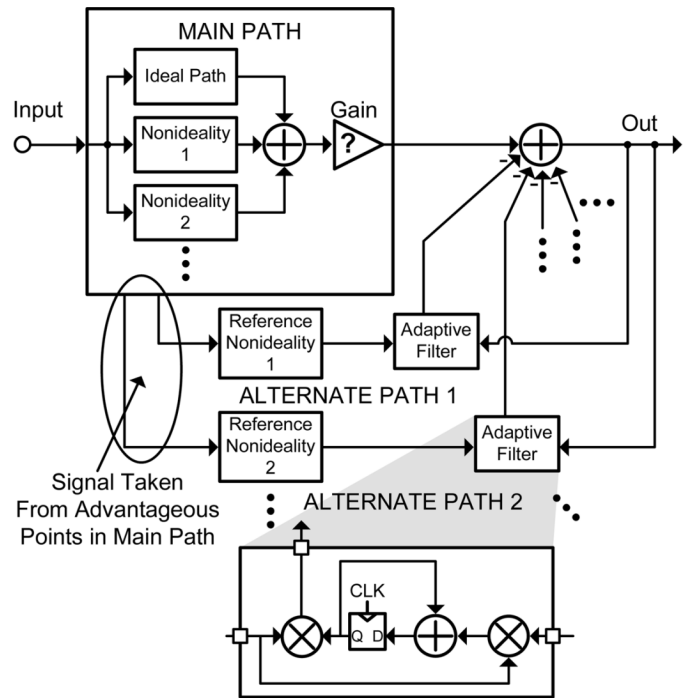 MAIN PATH
Ideal Path
Input
Gain
Out
Nonideality
1
?
Nonideality
2
Reference
Nonideality
1
Adaptive
Filter
ALTERNATE PATH 1
Reference
Nonideality
2
Adaptive
Filter
Signal Taken
From Advantageous
Points in Main Path
ALTERNATE PATH 2
CLK
Q D